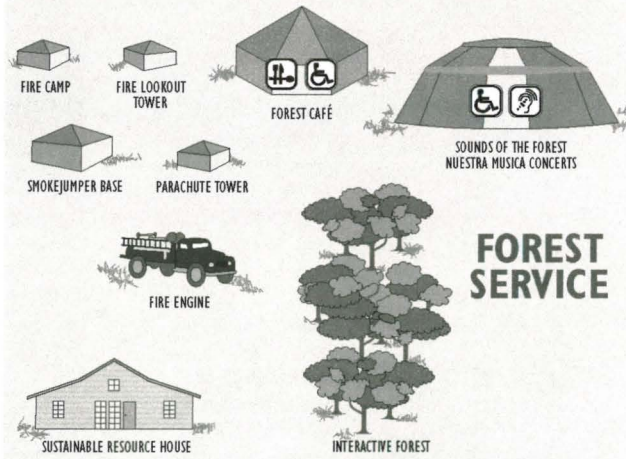 FIRE CAMP
FIRE LOOKOUT
TOWER
FOREST CAFÉ
SOUNDS OF THE FOREST
NUESTRA MUSICA CONCERTS
SMOKEJUMPER BASE
PARACHUTE TOWER
FIRE ENGINE
FOREST
SERVICE
SUSTAINABLE RESOURCE HOUSE
INTERACTIVE FOREST